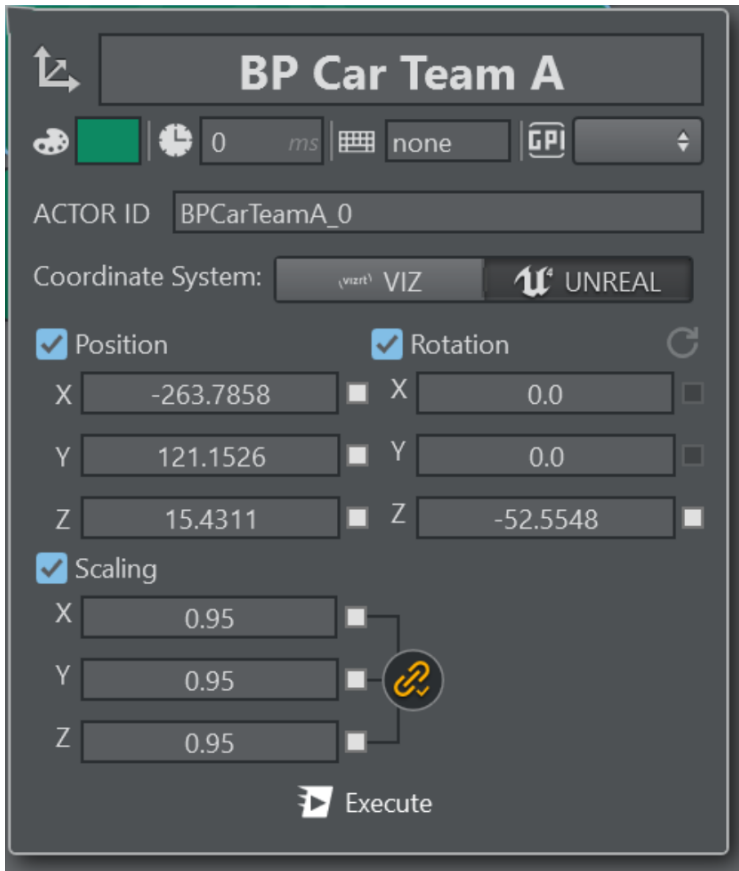 BP Car Team A
0 ms none GPI
ACTOR ID BPCarTeamA_0
Coordinate System: (vizrt) VIZ UNREAL
Position Rotation
X -263.7858 X 0.0
Y 121.1526 Y 0.0
Z 15.4311 Z -52.5548
Scaling
X 0.95
Y 0.95
Z 0.95
Execute